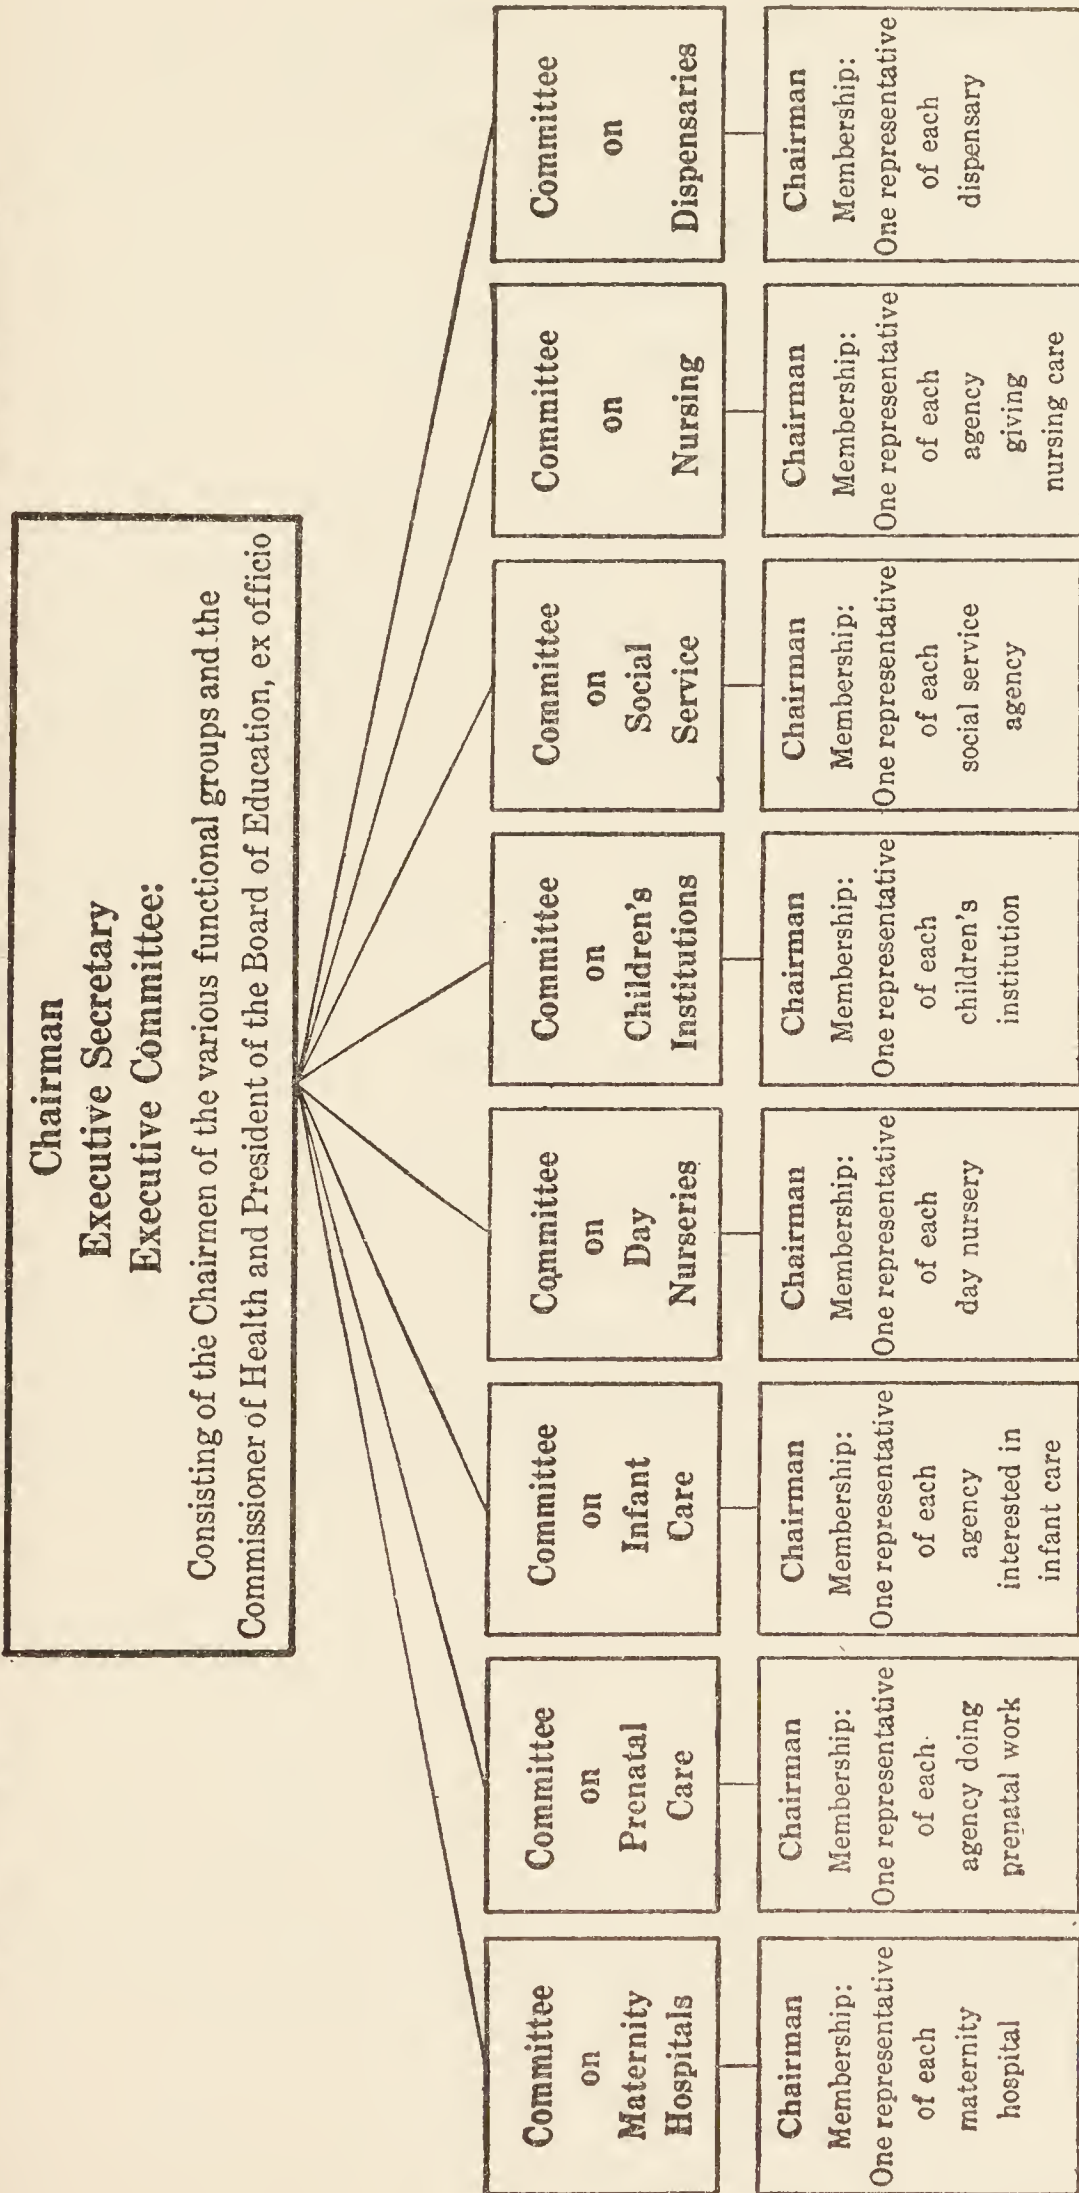 Chairman
Executive Secretary
Executive Committee:
Consisting of the Chairmen of the various functional groups and the
Commissioner of Health and President of the Board of Education, ex officio
Committee
on
Maternity
Hospitals
Chairman
Membership:
One representative
of each
maternity
hospital
Committee
on
Prenatal
Care
Chairman
Membership:
One representative
of each
agency doing
prenatal work
Committee
on
Infant
Care
Chairman
Membership:
One representative
of each
agency
interested in
infant care
Committee
on
Day
Nurseries
Chairman
Membership:
One representative
of each
day nursery
Committee
on
Children's
Institutions
Chairman
Membership:
One representative
of each
children's
institution
Committee
on
Social
Service
Chairman
Membership:
One representative
of each
social service
agency
Committee
on
Nursing
Chairman
Membership:
One representative
of each
agency
giving
nursing care
Committee
on
Dispensaries
Chairman
Membership:
One representative
of each
dispensary